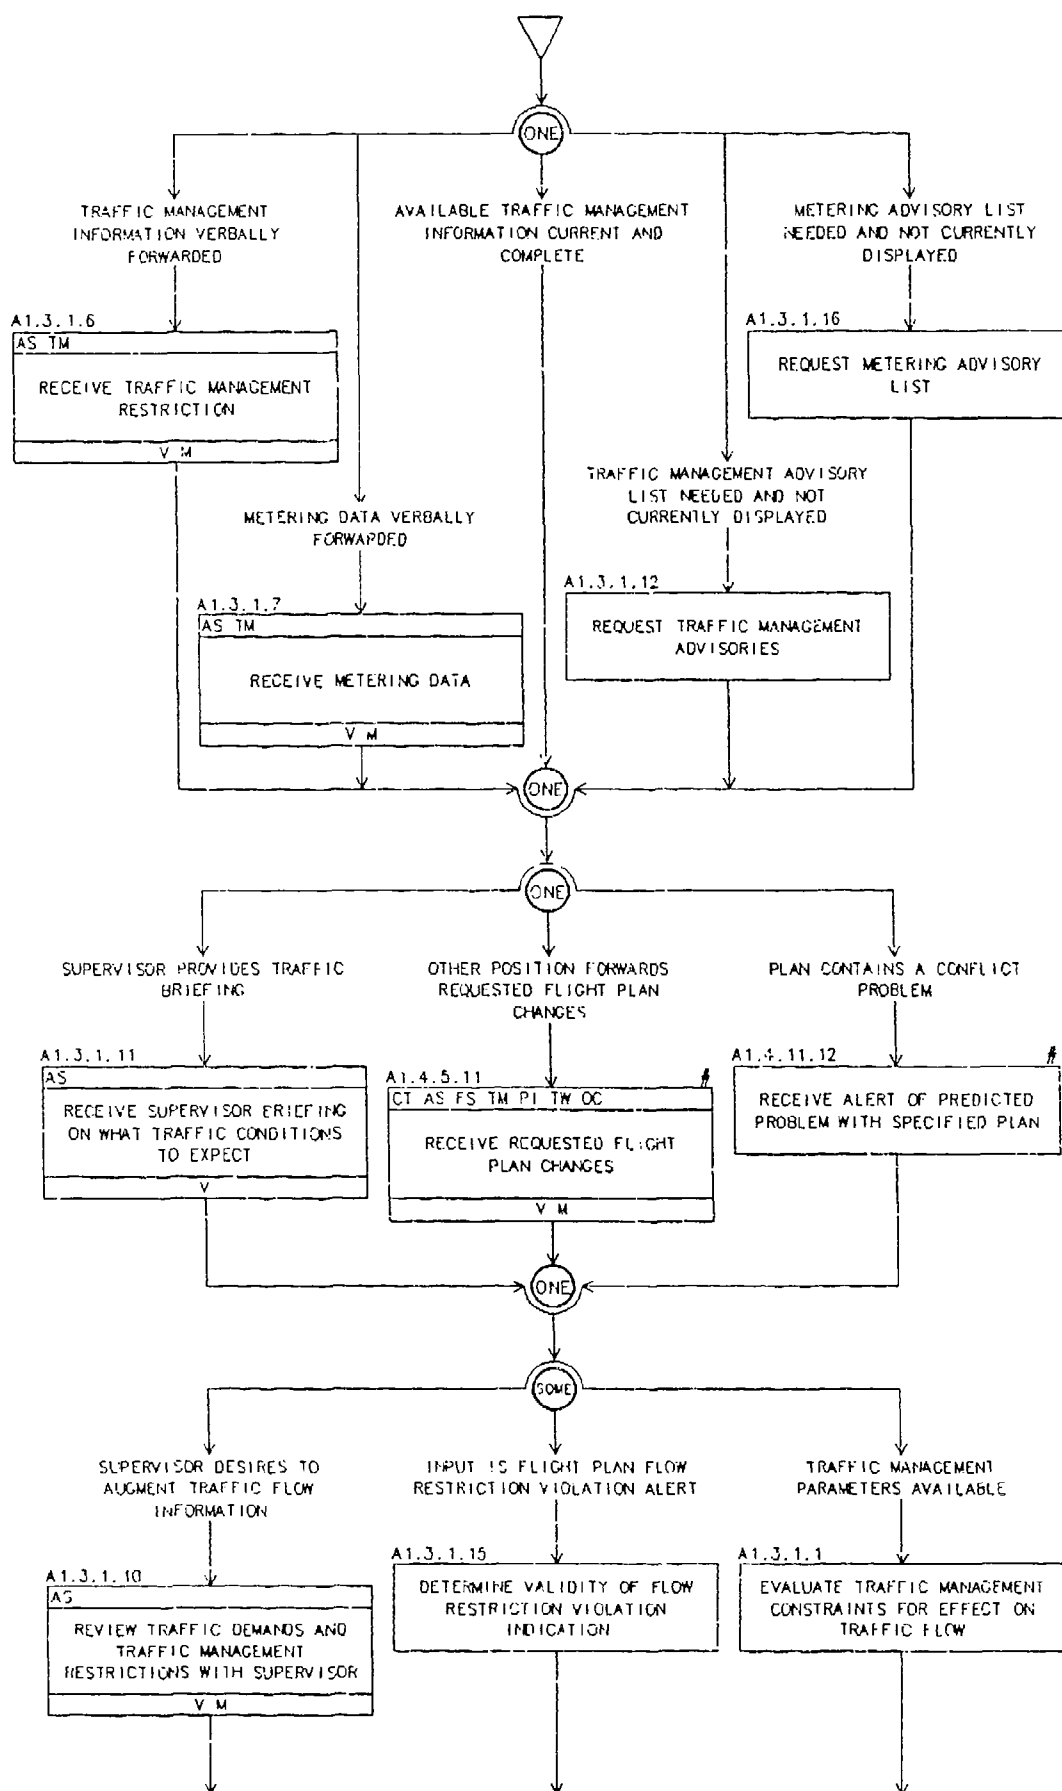 ONE
TRAFFIC MANAGEMENT
INFORMATION VERBALLY
FORWARDED
AVAILABLE TRAFFIC MANAGEMENT
INFORMATION CURRENT AND
COMPLETE
METERING ADVISORY LIST
NEEDED AND NOT CURRENTLY
DISPLAYED
A1.3.1.6
AS TM
RECEIVE TRAFFIC MANAGEMENT
RESTRICTION
V M
A1.3.1.16
REQUEST METERING ADVISORY
LIST
METERING DATA VERBALLY
FORWARDED
TRAFFIC MANAGEMENT ADVISORY
LIST NEEDED AND NOT
CURRENTLY DISPLAYED
A1.3.1.7
AS TM
RECEIVE METERING DATA
V M
A1.3.1.12
REQUEST TRAFFIC MANAGEMENT
ADVISORIES
ONE
ONE
SUPERVISOR PROVIDES TRAFFIC
BRIEFING
OTHER POSITION FORWARDS
REQUESTED FLIGHT PLAN
CHANGES
PLAN CONTAINS A CONFLICT
PROBLEM
A1.3.1.11
AS
RECEIVE SUPERVISOR BRIEFING
ON WHAT TRAFFIC CONDITIONS
TO EXPECT
V
A1.4.5.11 #
CT AS FS TM PI TW OC
RECEIVE REQUESTED FLIGHT
PLAN CHANGES
V M
A1.4.11.12 #
RECEIVE ALERT OF PREDICTED
PROBLEM WITH SPECIFIED PLAN
ONE
SOME
SUPERVISOR DESIRES TO
AUGMENT TRAFFIC FLOW
INFORMATION
INPUT IS FLIGHT PLAN FLOW
RESTRICTION VIOLATION ALERT
TRAFFIC MANAGEMENT
PARAMETERS AVAILABLE
A1.3.1.10
AS
REVIEW TRAFFIC DEMANDS AND
TRAFFIC MANAGEMENT
RESTRICTIONS WITH SUPERVISOR
V M
A1.3.1.15
DETERMINE VALIDITY OF FLOW
RESTRICTION VIOLATION
INDICATION
A1.3.1.1
EVALUATE TRAFFIC MANAGEMENT
CONSTRAINTS FOR EFFECT ON
TRAFFIC FLOW